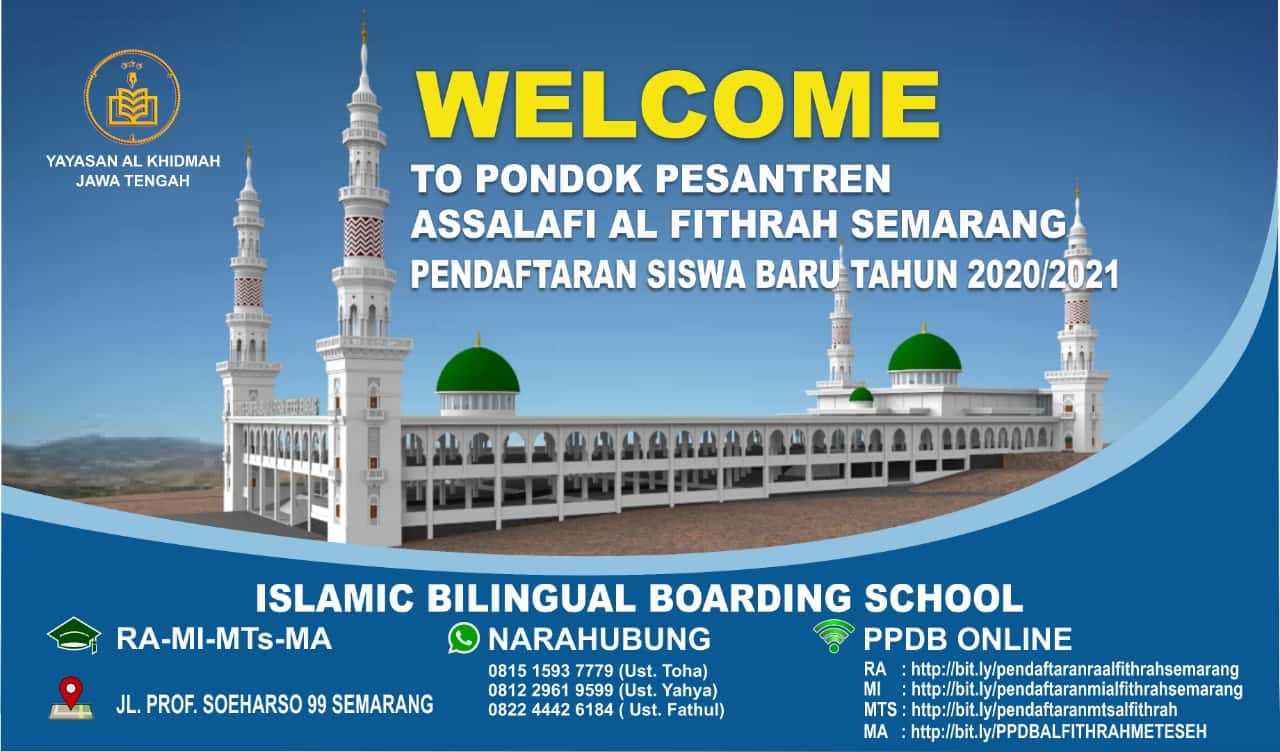 YAYASAN AL KHIDMAH
JAWA TENGAH
WELCOME
TO PONDOK PESANTREN
ASSALAFI AL FITHRAH SEMARANG
PENDAFTARAN SISWA BARU TAHUN 2020/2021
ISLAMIC BILINGUAL BOARDING SCHOOL
RA-MI-MTs-MA
JL. PROF. SOEHARSO 99 SEMARANG
NARAHUBUNG
0815 1593 7779 (Ust. Toha)
0812 2961 9599 (Ust. Yahya)
0822 4442 6184 ( Ust. Fathul)
PPDB ONLINE
RA : http://bit.ly/pendaftaranraalfithrahsemarang
MI : http://bit.ly/pendaftaranmialfithrahsemarang
MTS : http://bit.ly/pendaftaranmtsalfithrah
MA : http://bit.ly/PPDBALFITHRAHMETESEH